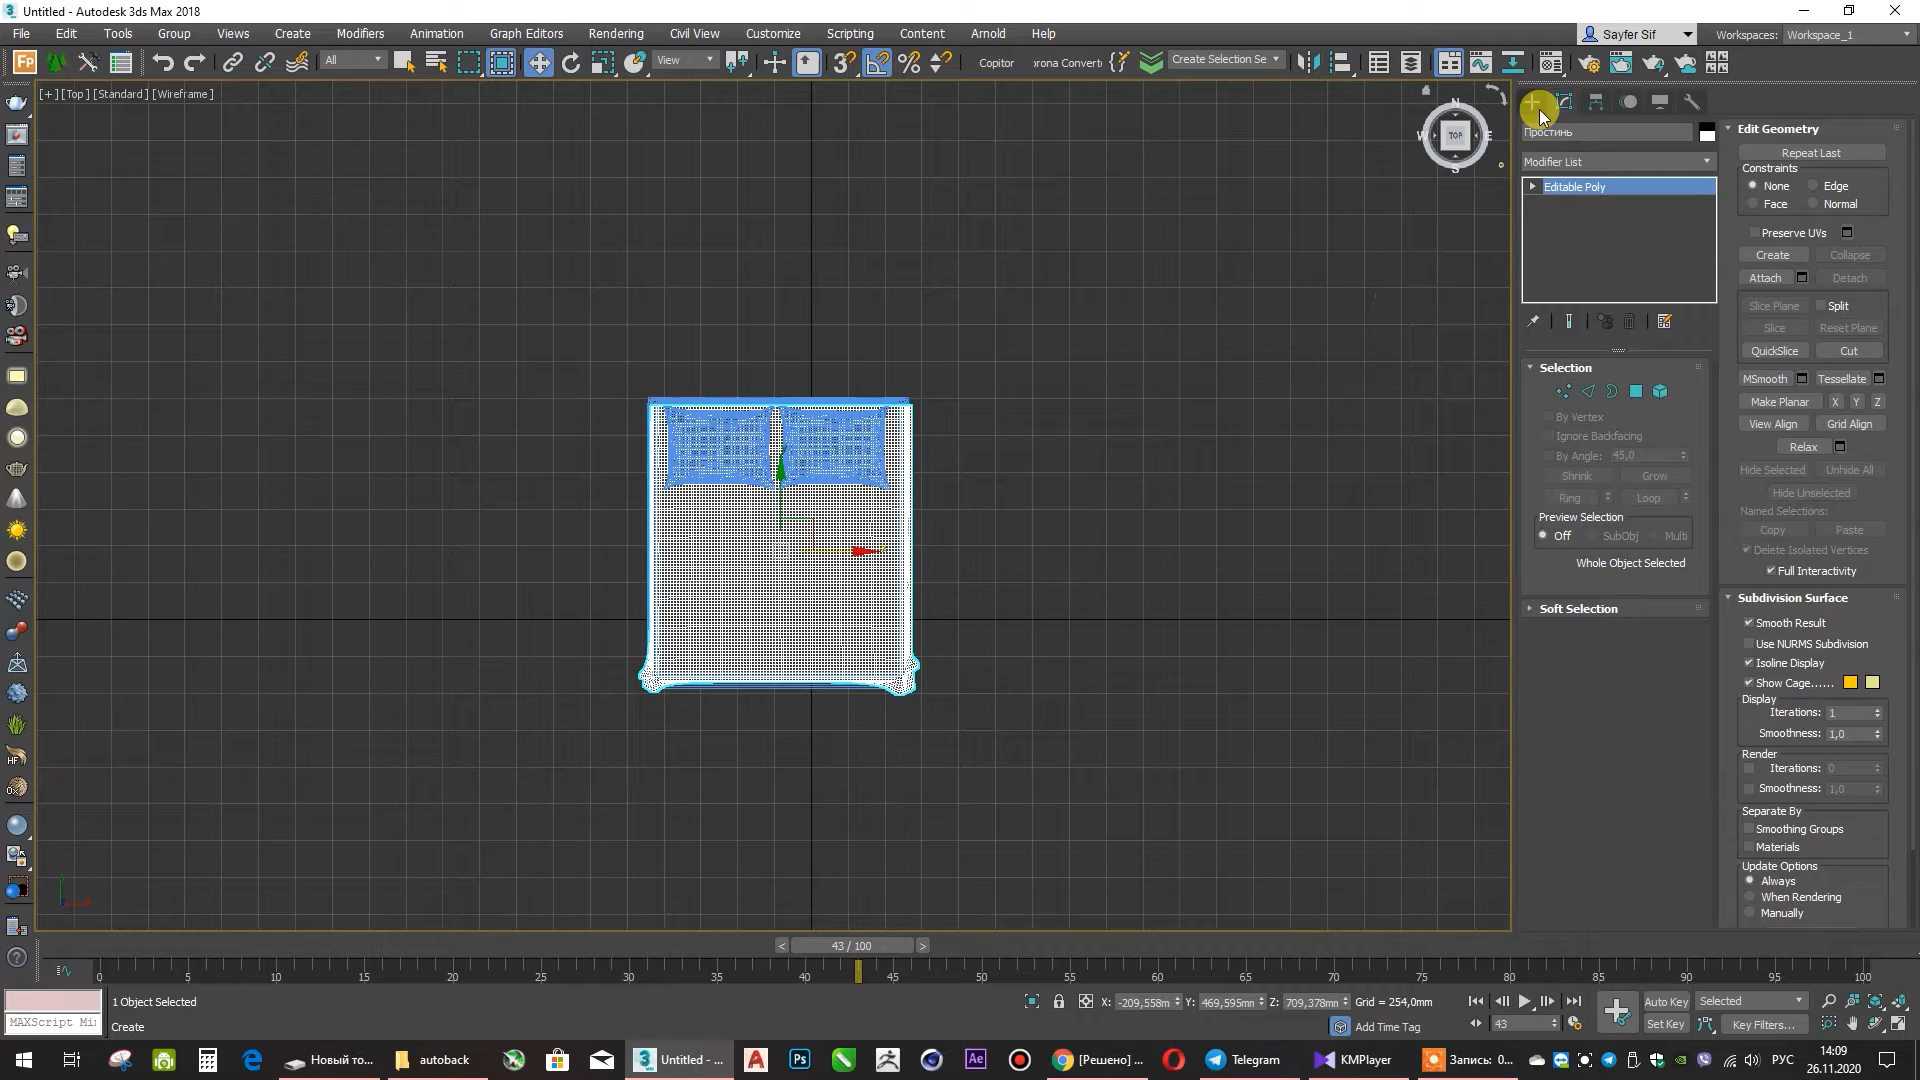 Untitled - Autodesk 3ds Max 2018
File Edit Tools Group Views Create Modifiers Animation Graph Editors Rendering Civil View Customize Scripting Content Arnold Help
Sayfer Sif
Workspaces: Workspace_1
All
View
Copitor
orona Converti
Create Selection Se
[+] [Top] [Standard] [Wireframe]
N
W TOP E
S
Простинь
Modifier List
Editable Poly
Selection
By Vertex
Ignore Backfacing
By Angle: 45,0
Shrink Grow
Ring Loop
Preview Selection
Off SubObj Multi
Whole Object Selected
Soft Selection
Edit Geometry
Repeat Last
Constraints
None Edge
Face Normal
Preserve UVs
Create Collapse
Attach Detach
Slice Plane Split
Slice Reset Plane
QuickSlice Cut
MSmooth Tessellate
Make Planar X Y Z
View Align Grid Align
Relax
Hide Selected Unhide All
Hide Unselected
Named Selections:
Copy Paste
Delete Isolated Vertices
Full Interactivity
Subdivision Surface
Smooth Result
Use NURMS Subdivision
Isoline Display
Show Cage......
Display
Iterations: 1
Smoothness: 1,0
Render
Iterations: 0
Smoothness: 1,0
Separate By
Smoothing Groups
Materials
Update Options
Always
When Rendering
Manually
< 43 / 100 >
0 5 10 15 20 25 30 35 40 45 50 55 60 65 70 75 80 85 90 95 100
1 Object Selected
X: -209,558m Y: 469,595mn Z: 709,378mn Grid = 254,0mm
Auto Key Selected
MAXScript Mi
Create
Add Time Tag
43
Set Key Key Filters...
Новый то...
autoback
Untitled - ...
[Решено] ...
Telegram
KMPlayer
Запись: 0...
РУС
14:09
26.11.2020